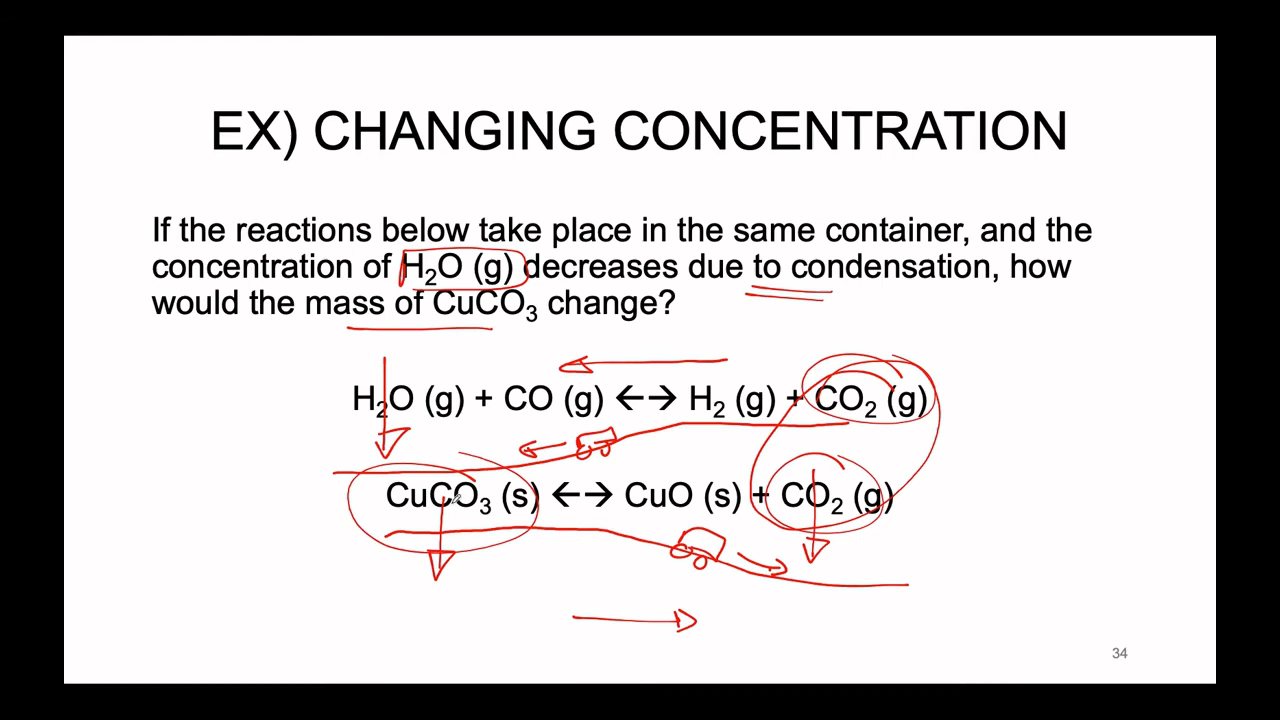 EX) CHANGING CONCENTRATION
If the reactions below take place in the same container, and the
concentration of H₂O (g) decreases due to condensation, how
would the mass of CuCO₃ change?
H₂O (g) + CO (g) ←→ H₂ (g) + CO₂ (g)
CuCO₃ (s) ←→ CuO (s) + CO₂ (g)
34